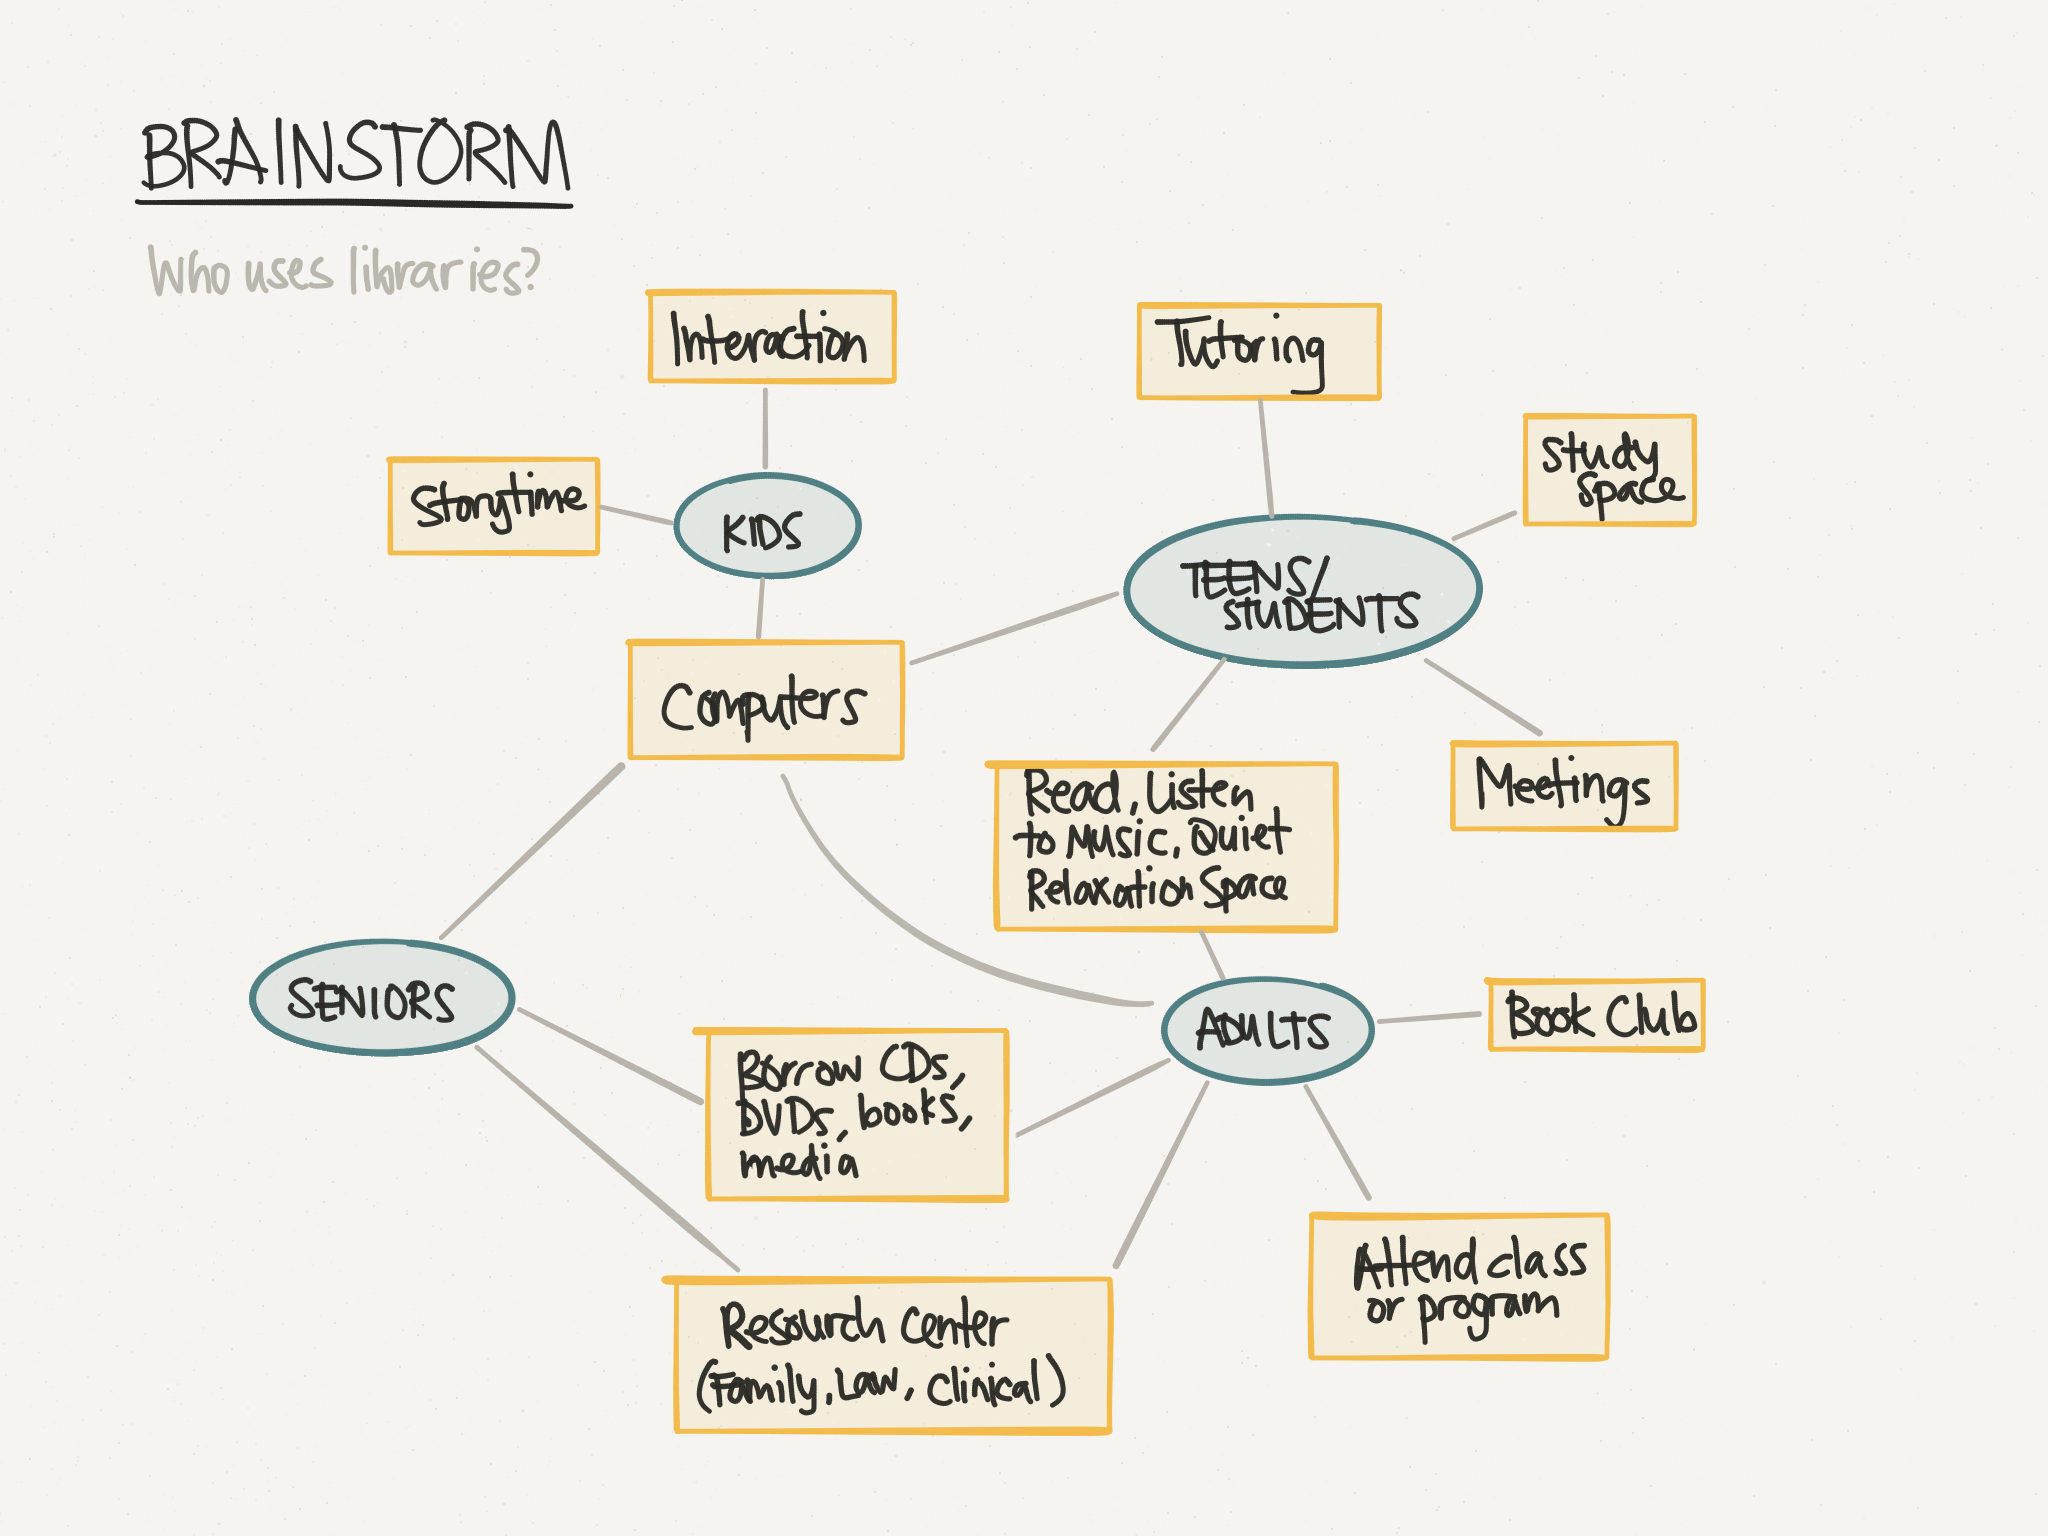 BRAINSTORM
Who uses libraries?
Interaction
Tutoring
Study
space
Storytime
KIDS
TEENS/
STUDENTS
Computers
Read, Listen
to Music, Quiet
Relaxation Space
Meetings
SENIORS
ADULTS
Book Club
Borrow CDs,
DVDs, books,
media
Attend class
or program
Resourch Center
(Family, Law, Clinical)